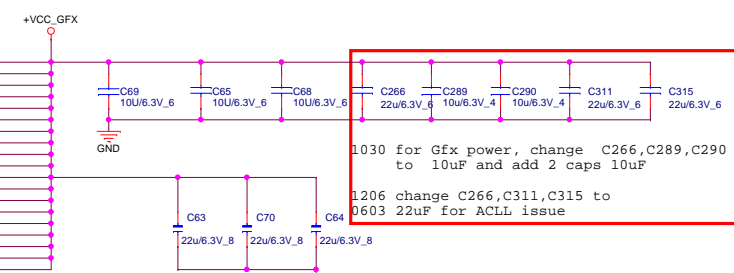 +VCC_GFX
C69
10U/6.3V_6
C65
10U/6.3V_6
C68
10U/6.3V_6
C266
22u/6.3V_6
C289
10u/6.3V_4
C290
10u/6.3V_4
C311
22u/6.3V_6
C315
22u/6.3V_6
GND
1030 for Gfx power, change C266,C289,C290
to 10uF and add 2 caps 10uF
1206 change C266,C311,C315 to
0603 22uF for ACLL issue
C63
22u/6.3V_8
C70
22u/6.3V_8
C64
22u/6.3V_8